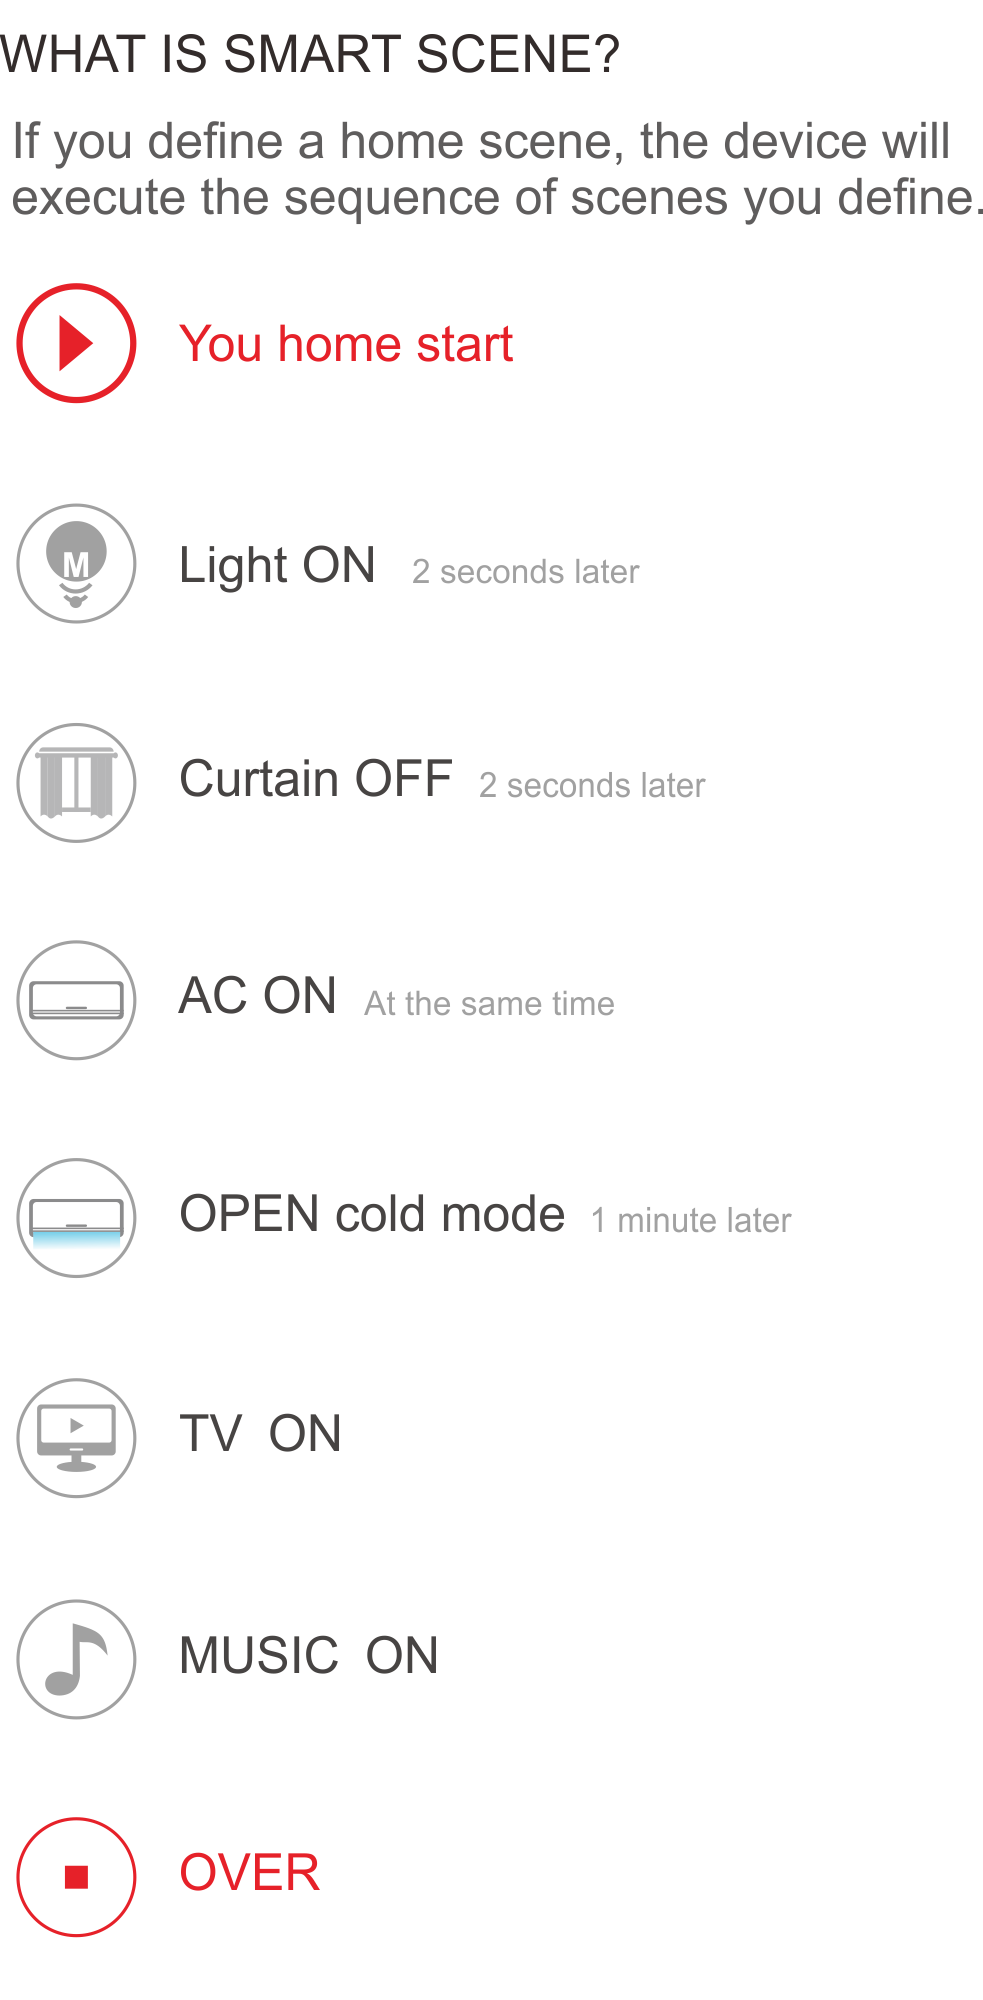 WHAT IS SMART SCENE?
If you define a home scene, the device will
execute the sequence of scenes you define.
You home start
M
Light ON 2 seconds later
Curtain OFF 2 seconds later
AC ON At the same time
OPEN cold mode 1 minute later
TV ON
MUSIC ON
OVER